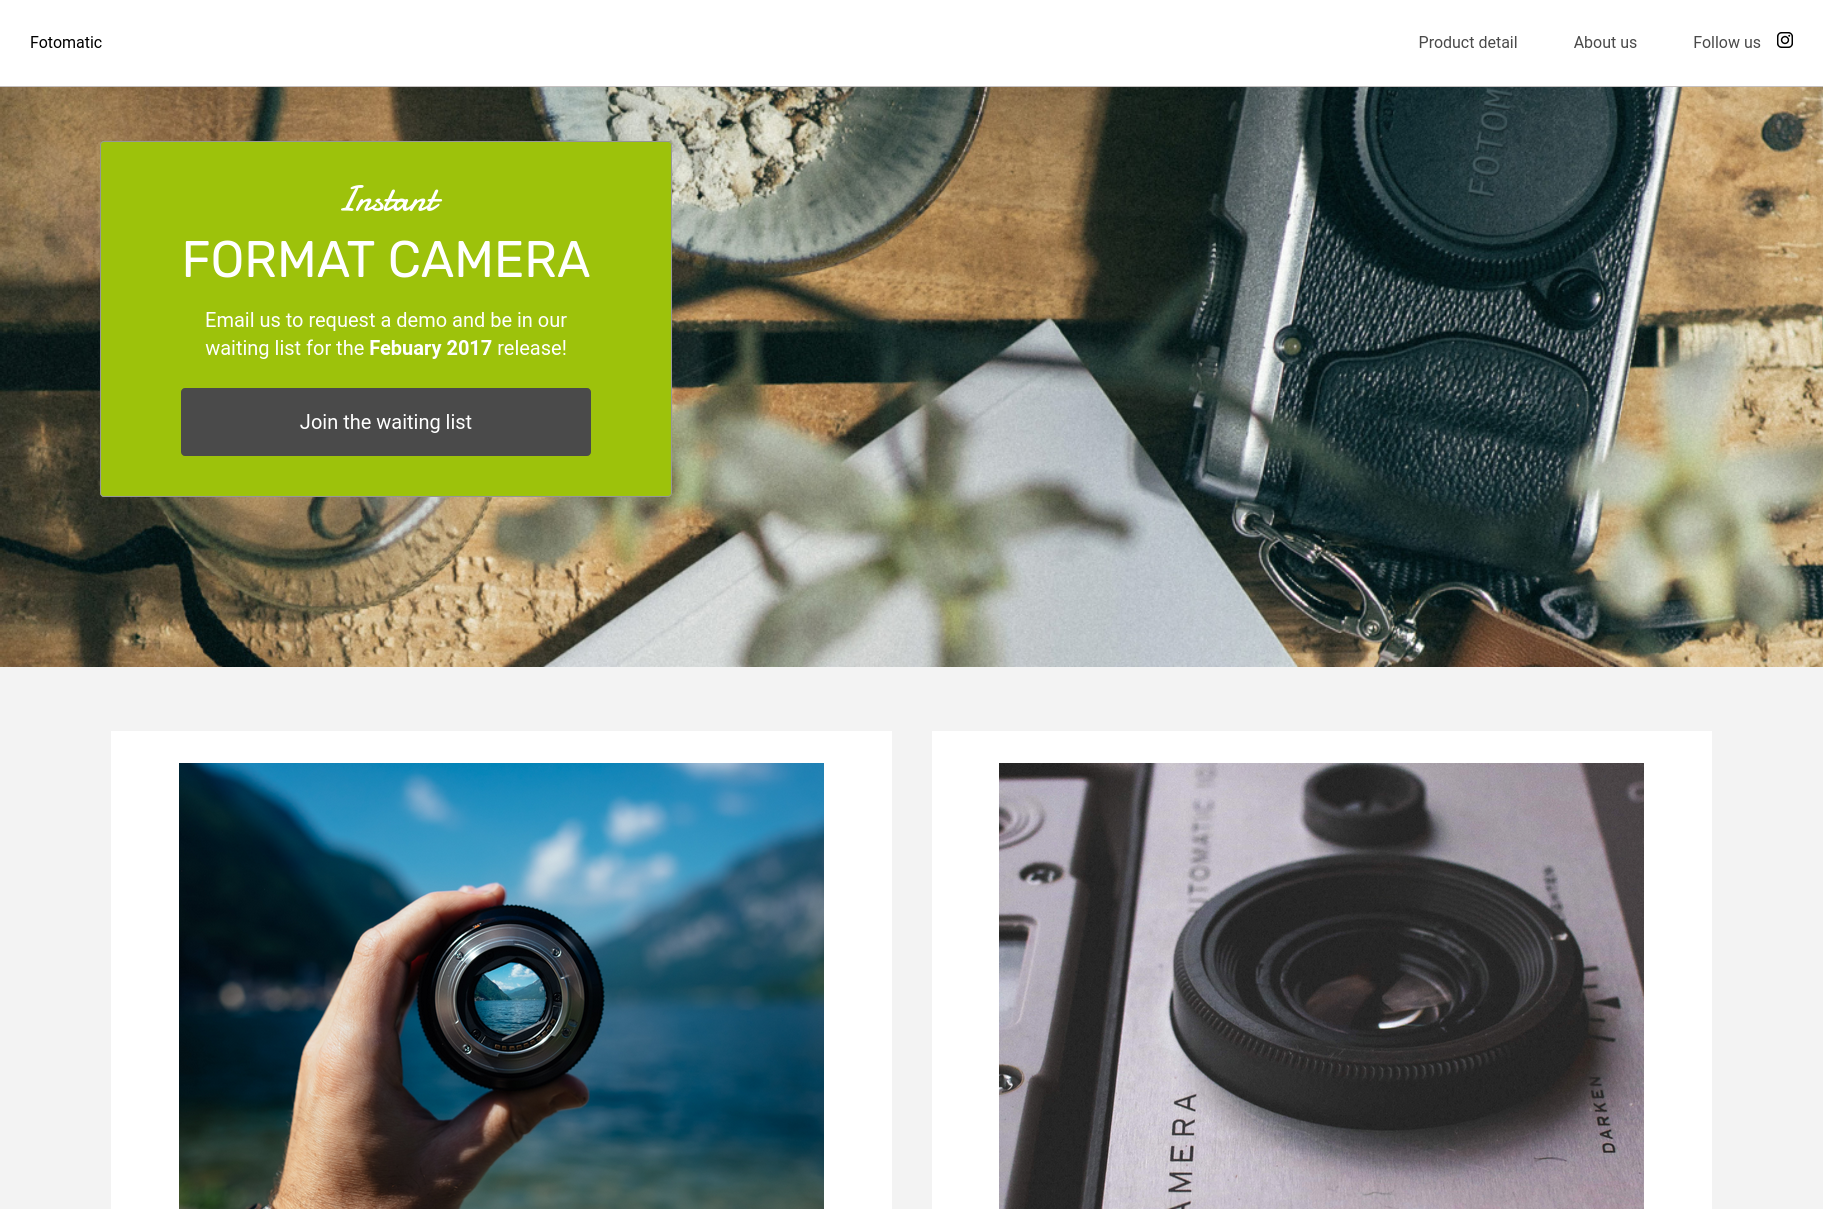 Fotomatic
Product detail
About us
Follow us
FOTOM
Instant
FORMAT CAMERA
Email us to request a demo and be in our
waiting list for the Febuary 2017 release!
Join the waiting list
DARKEN
AMERA